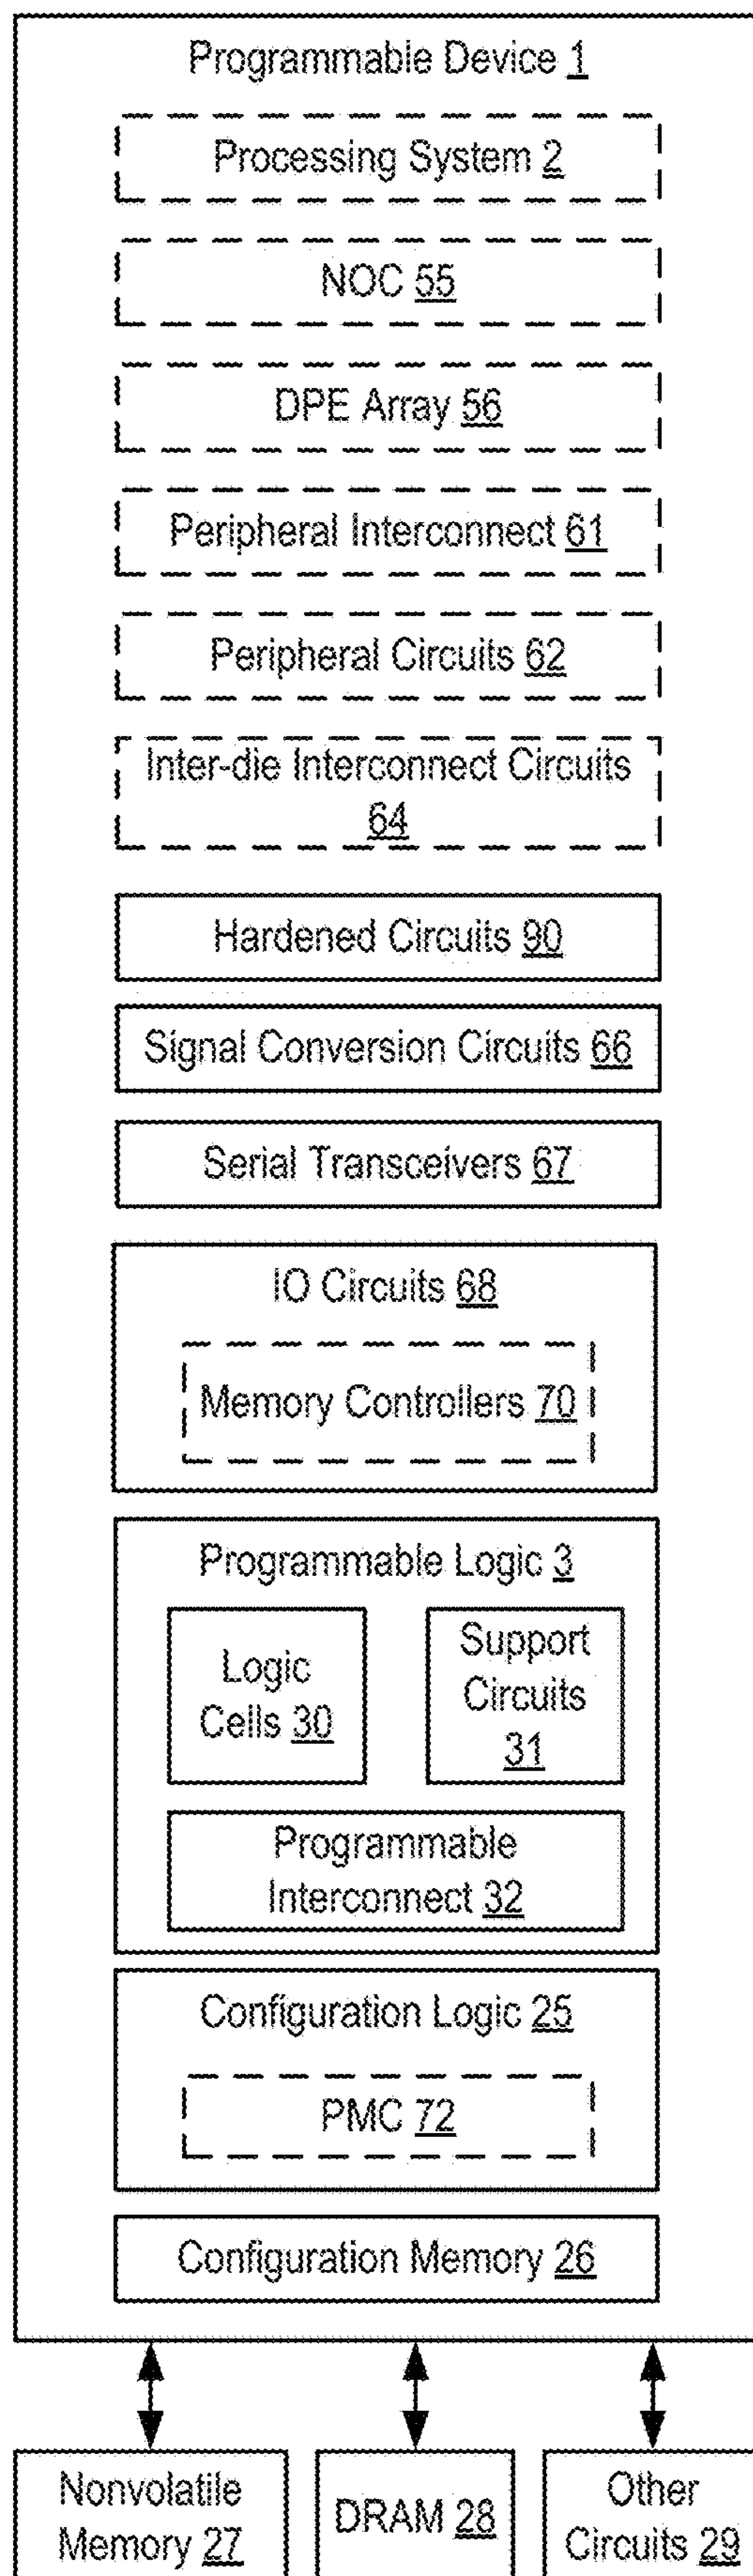 Programmable Device 1
Processing System 2
NOC 55
DPE Array 56
Peripheral Interconnect 61
Peripheral Circuits 62
Inter-die Interconnect Circuits
64
Hardened Circuits 90
Signal Conversion Circuits 66
Serial Transceivers 67
IO Circuits 68
Memory Controllers 70
Programmable Logic 3
Logic
Cells 30
Support
Circuits
31
Programmable
Interconnect 32
Configuration Logic 25
PMC 72
Configuration Memory 26
Nonvolatile
Memory 27
DRAM 28
Other
Circuits 29